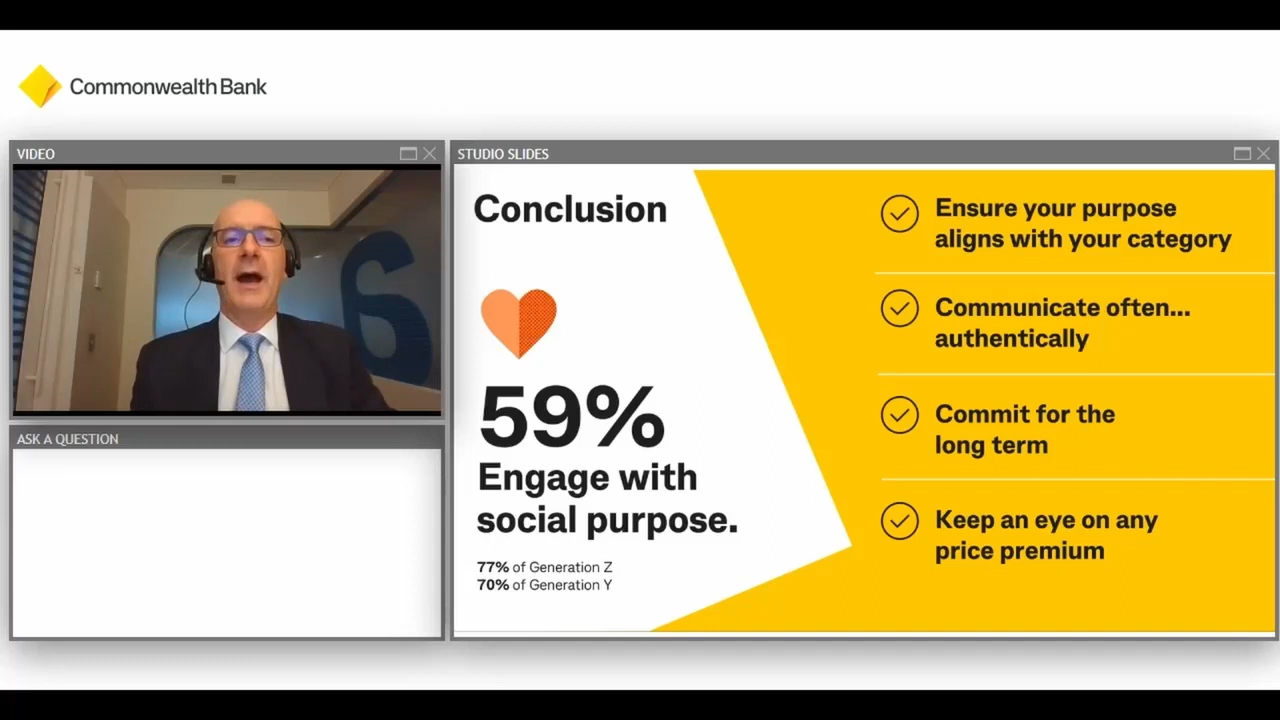 CommonwealthBank
VIDEO
6
ASK A QUESTION
STUDIO SLIDES
Conclusion
59%
Engage with
social purpose.
77% of Generation Z
70% of Generation Y
Ensure your purpose
aligns with your category
Communicate often...
authentically
Commit for the
long term
Keep an eye on any
price premium